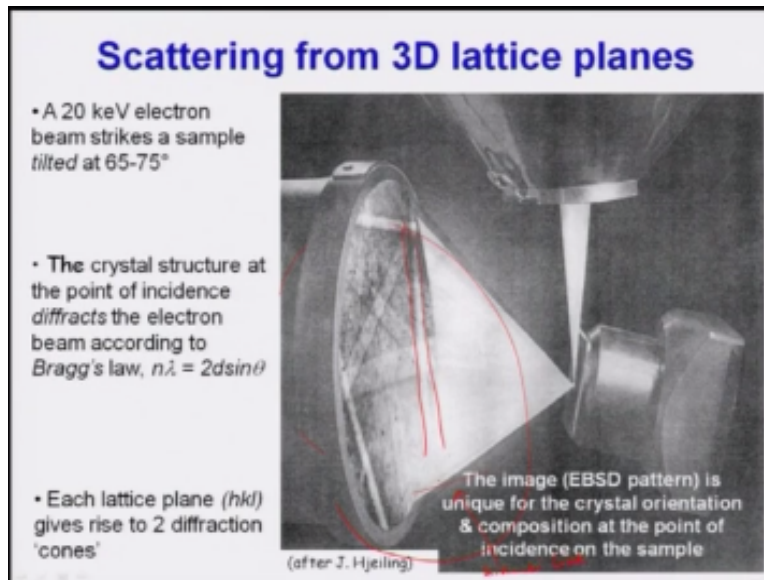 Scattering from 3D lattice planes
• A 20 keV electron
beam strikes a sample
tilted at 65-75°
• The crystal structure at
the point of incidence
diffracts the electron
beam according to
Bragg's law, nλ = 2dsinθ
• Each lattice plane (hkl)
gives rise to 2 diffraction
'cones'
The image (EBSD pattern) is
unique for the crystal orientation
& composition at the point of
incidence on the sample
(after J. Hjeiling)